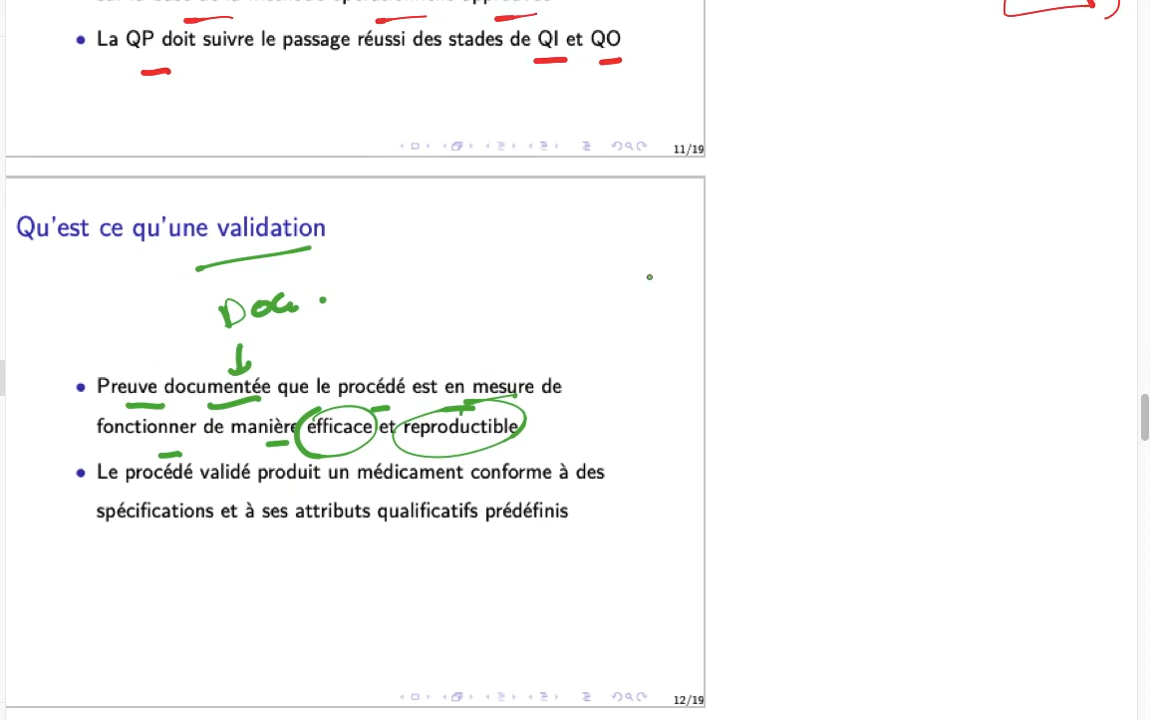 La QP doit suivre le passage réussi des stades de QI et QO
11/19
Qu'est ce qu'une validation
Doc.
Preuve documentée que le procédé est en mesure de
fonctionner de manière efficace et reproductible
Le procédé validé produit un médicament conforme à des
spécifications et à ses attributs qualificatifs prédéfinis
12/19